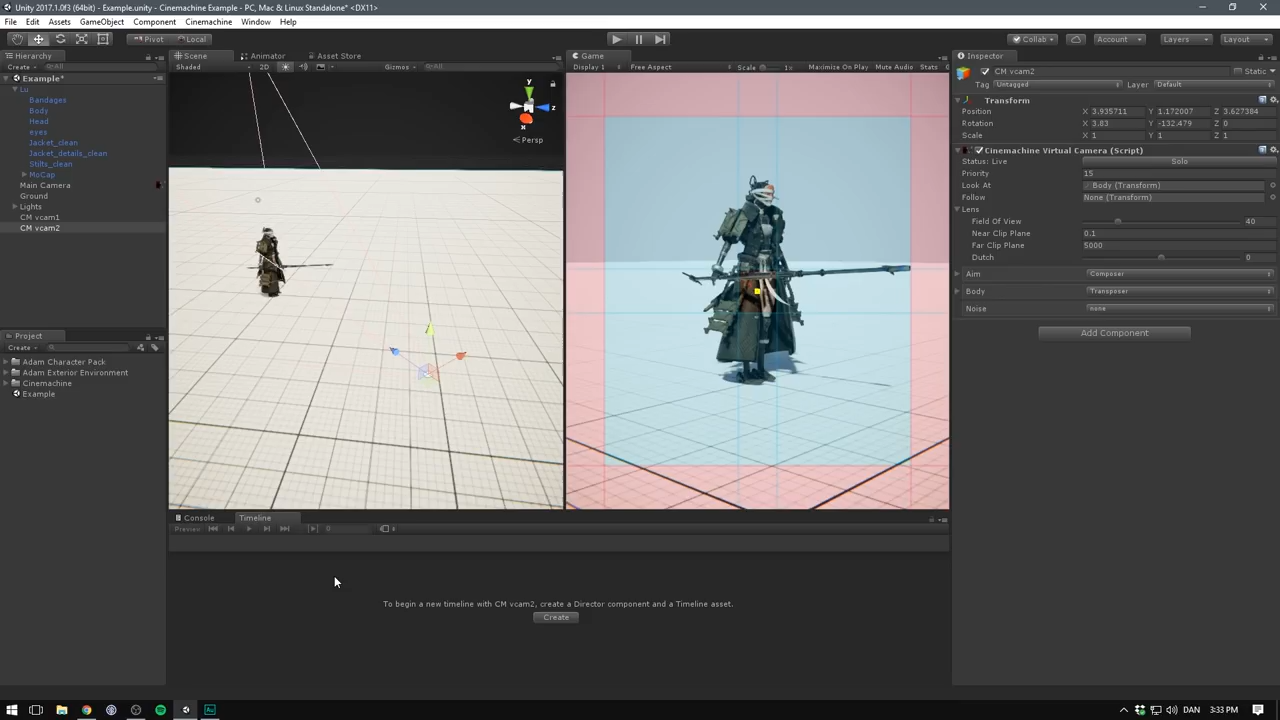 Unity 2017.1.0f3 (64bit) - Example.unity - Cinemachine Example - PC, Mac & Linux Standalone* <DX11>
File Edit Assets GameObject Component Cinemachine Window Help
Pivot Local Collab Account Layers Layout
Hierarchy
Create All
Example*
Lu
Bandages
Body
Head
eyes
Jacket_clean
Jacket_details_clean
Stilts_clean
MoCap
Main Camera
Ground
Lights
CM vcam1
CM vcam2
Project
Create
Adam Character Pack
Adam Exterior Environment
Cinemachine
Example
Scene Animator Asset Store
Shaded 2D Gizmos All
y
z
x
Persp
Game
Display 1 Free Aspect Scale 1x Maximize On Play Mute Audio Stats
Console Timeline
Preview 0
To begin a new timeline with CM vcam2, create a Director component and a Timeline asset.
Create
Inspector
CM vcam2 Static
Tag Untagged Layer Default
Transform
Position X 3.935711 Y 1.172007 Z 3.627384
Rotation X 3.83 Y -132.479 Z 0
Scale X 1 Y 1 Z 1
Cinemachine Virtual Camera (Script)
Status: Live Solo
Priority 15
Look At Body (Transform)
Follow None (Transform)
Lens
Field Of View 40
Near Clip Plane 0.1
Far Clip Plane 5000
Dutch 0
Aim Composer
Body Transposer
Noise none
Add Component
Au
DAN 3:33 PM